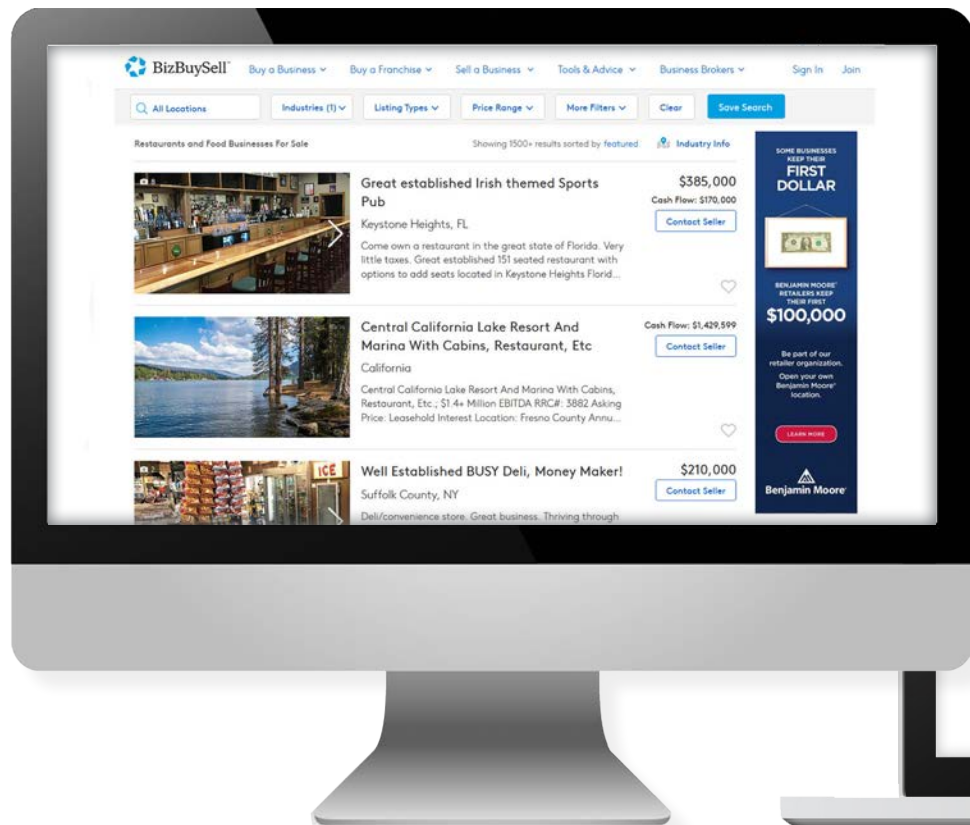 BizBuySell
Buy a Business
Buy a Franchise
Sell a Business
Tools & Advice
Business Brokers
Sign In
Join
All Locations
Industries (1)
Listing Types
Price Range
More Filters
Clear
Save Search
Restaurants and Food Businesses For Sale
Showing 1500+ results sorted by featured
Industry Info
Great established Irish themed Sports
Pub
Keystone Heights, FL
Come own a restaurant in the great state of Florida. Very
little taxes. Great established 151 seated restaurant with
options to add seats located in Keystone Heights Florid...
$385,000
Cash Flow: $170,000
Contact Seller
Central California Lake Resort And
Marina With Cabins, Restaurant, Etc
California
Central California Lake Resort And Marina With Cabins,
Restaurant, Etc.; $1.4+ Million EBITDA RRC#: 3882 Asking
Price: Leasehold Interest Location: Fresno County Annu...
Cash Flow: $1,429,599
Contact Seller
ICE
Well Established BUSY Deli, Money Maker!
Suffolk County, NY
Deli/convenience store. Great business. Thriving through
$210,000
Contact Seller
SOME BUSINESSES
KEEP THEIR
FIRST
DOLLAR
BENJAMIN MOORE®
RETAILERS KEEP
THEIR FIRST
$100,000
Be part of our
retailer organization.
Open your own
Benjamin Moore®
location.
LEARN MORE
Benjamin Moore®